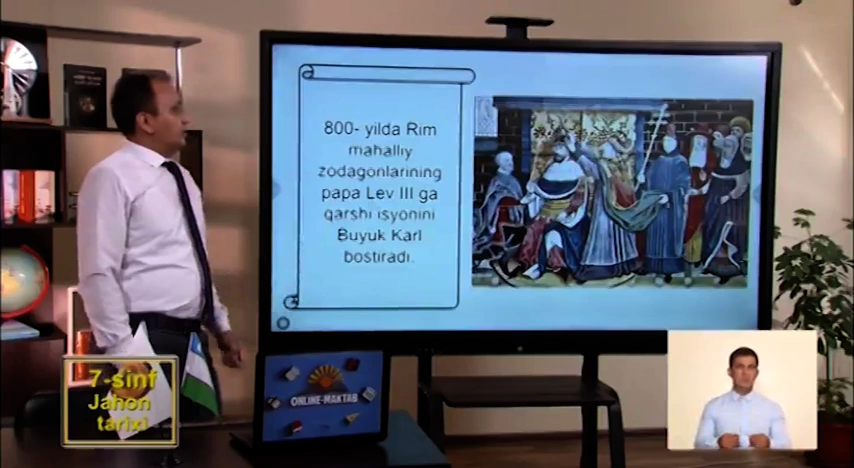 800- yilda Rim
mahalliy
zodagonlarining
papa Lev III ga
qarshi isyonini
Buyuk Karl
bostiradi.
7-sinf
Jahon
tarixi
ONLINE-MAKTAB